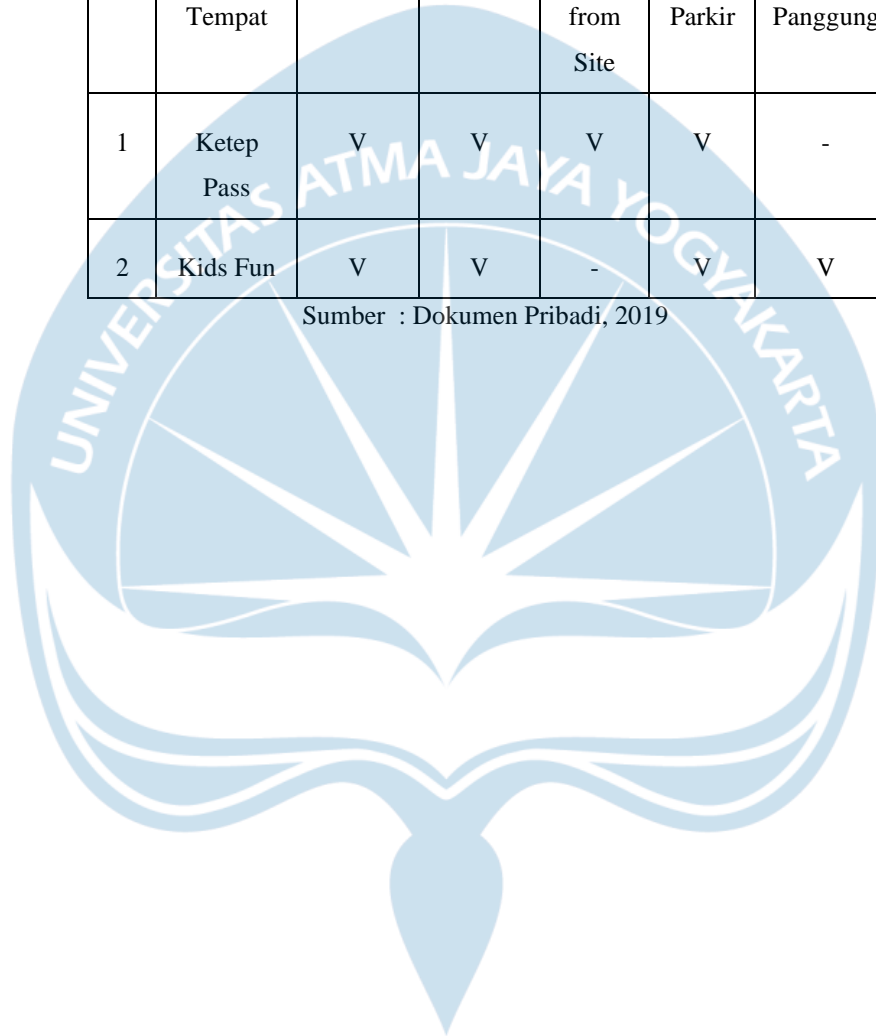 Tempat from Parkir Panggung
Site
1 Ketep V V V V -
Pass
2 Kids Fun V V - V V
Sumber : Dokumen Pribadi, 2019
UNIVERSITAS ATMA JAYA YOGYAKARTA